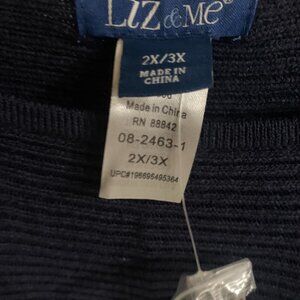 Liz & Me®
2X/3X
MADE IN
CHINA
Made in China
RN 88842
08-2463-1
2X/3X
UPC#196695495364